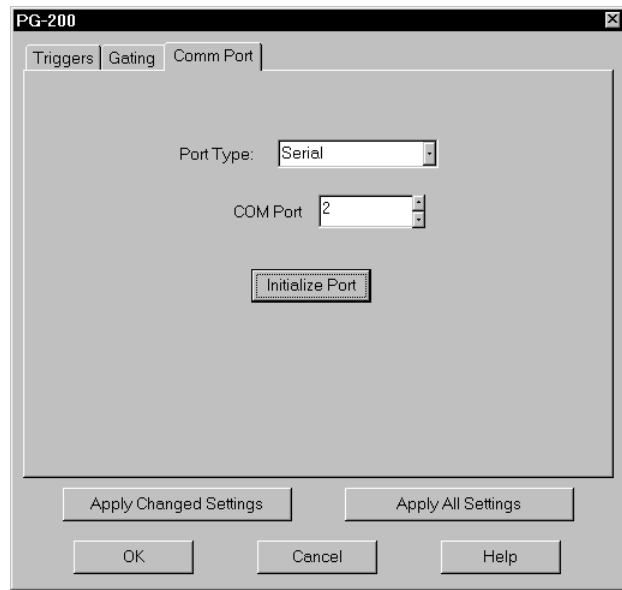 PG-200
Triggers Gating Comm Port
Port Type: Serial
COM Port 2
Initialize Port
Apply Changed Settings Apply All Settings
OK Cancel Help